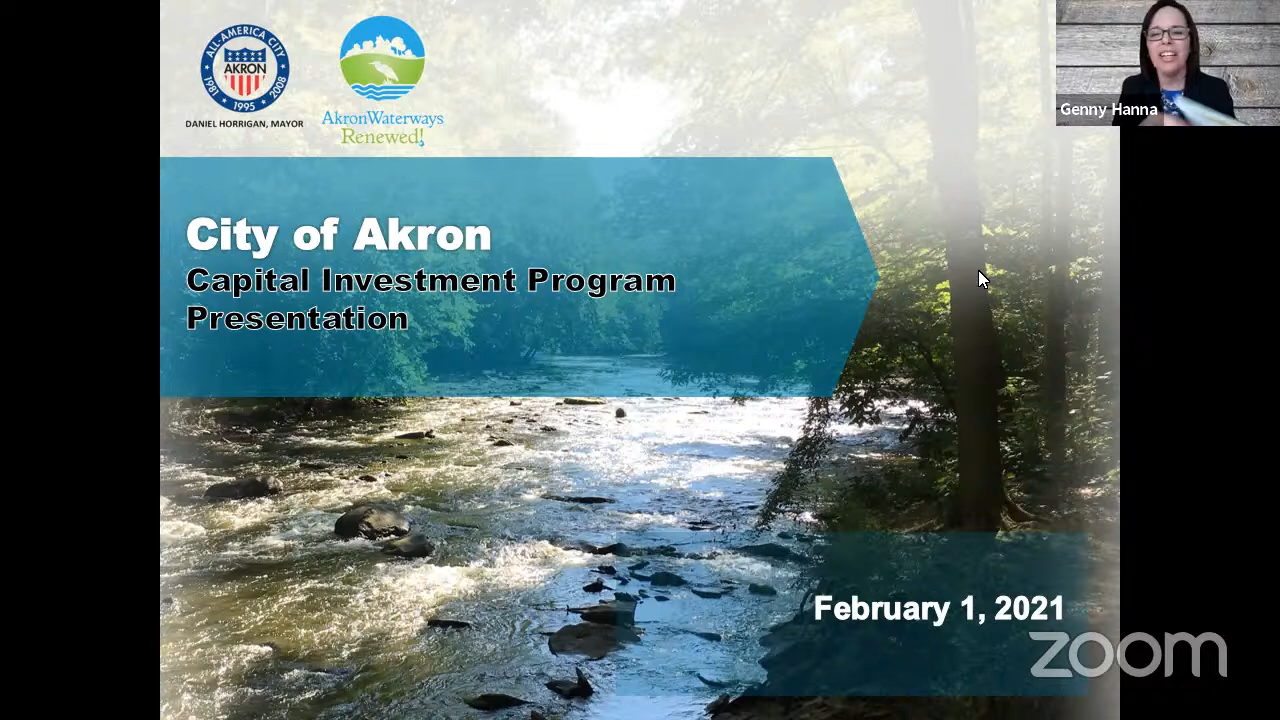 ALL-AMERICA CITY
AKRON
1981 ★ 1995 ★ 2008
DANIEL HORRIGAN, MAYOR
AkronWaterways
Renewed!
Genny Hanna
City of Akron
Capital Investment Program
Presentation
February 1, 2021
zoom